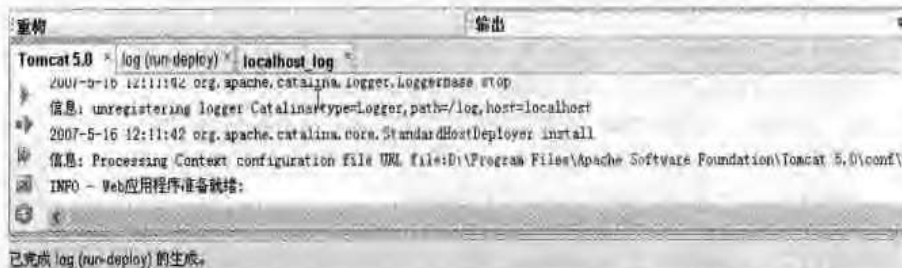 重构 输出
Tomcat 5.0 log (run-deploy) localhost_log
2007-5-16 12:11:42 org.apache.catalina.logger.LoggerBase stop
信息: unregistering logger Catalina:type=Logger,path=/log,host=localhost
2007-5-16 12:11:42 org.apache.catalina.core.StandardHostDeployer install
信息: Processing Context configuration file URL file:D:\Program Files\Apache Software Foundation\Tomcat 5.0\conf\
INFO - Web应用程序准备就绪:
已完成 log (run-deploy) 的生成。